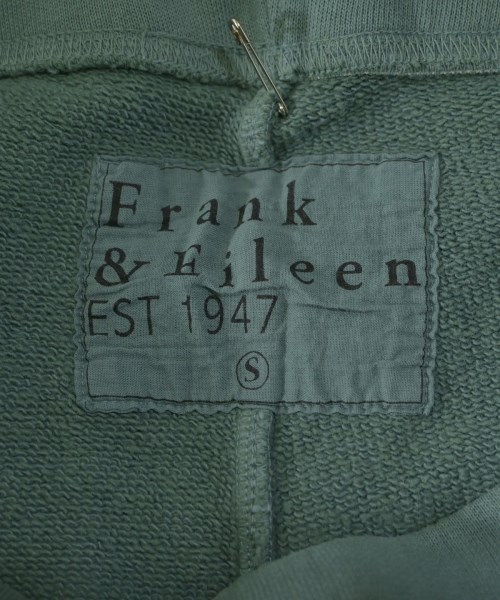 Frank
& Eileen
EST 1947
S